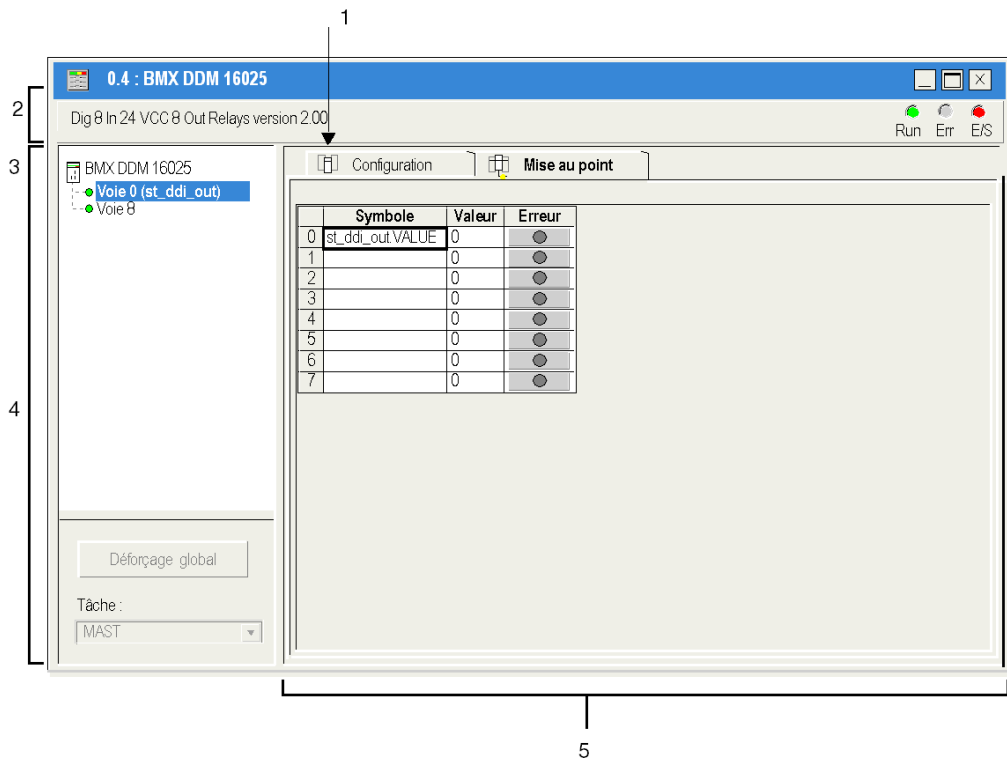 1
0.4 : BMX DDM 16025
2
Dig 8 In 24 VCC 8 Out Relays version 2.00
Run Err E/S
3
BMX DDM 16025
Voie 0 (st_ddi_out)
Voie 8
Configuration
Mise au point
Symbole Valeur Erreur
0 st_ddi_out.VALUE 0
1 0
2 0
3 0
4 0
5 0
6 0
7 0
4
Déforçage global
Tâche :
MAST
5